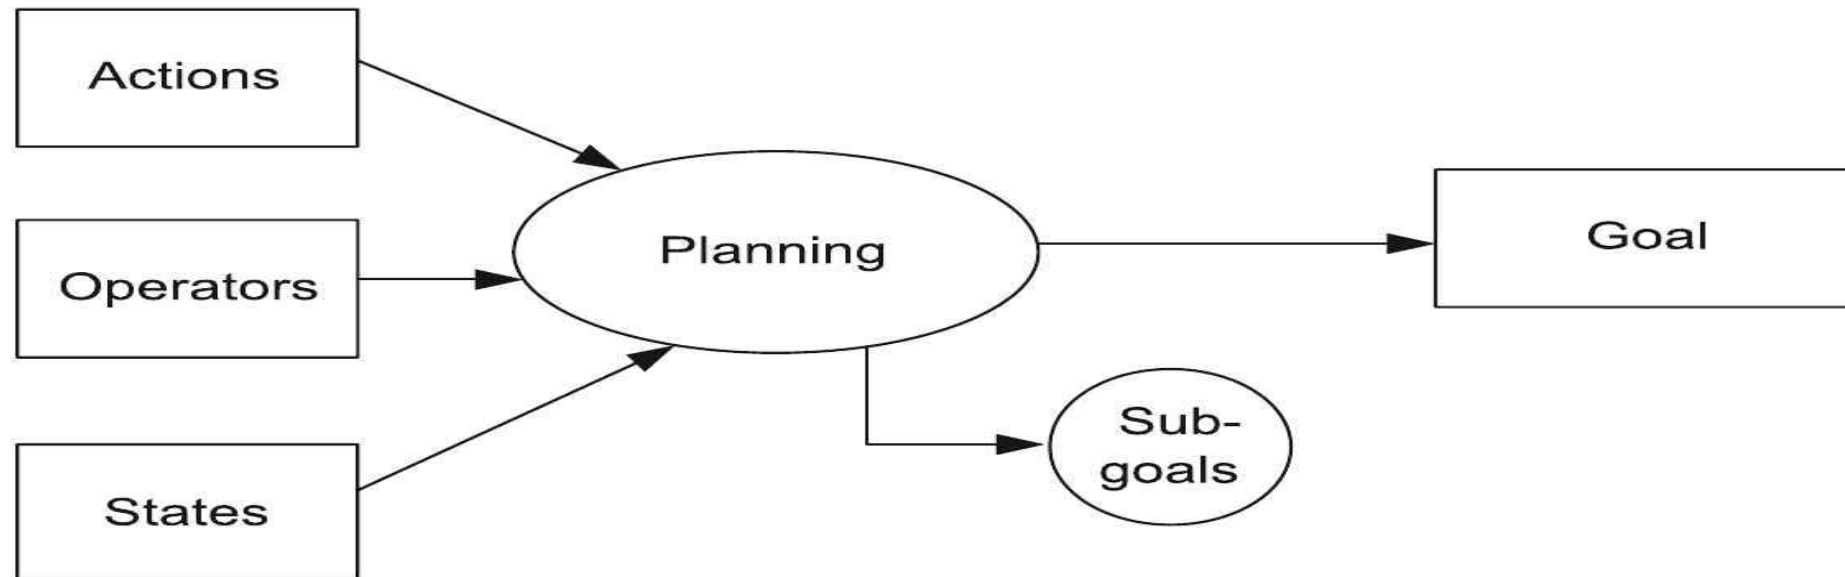 Actions
Operators
States
Planning
Sub-
goals
Goal